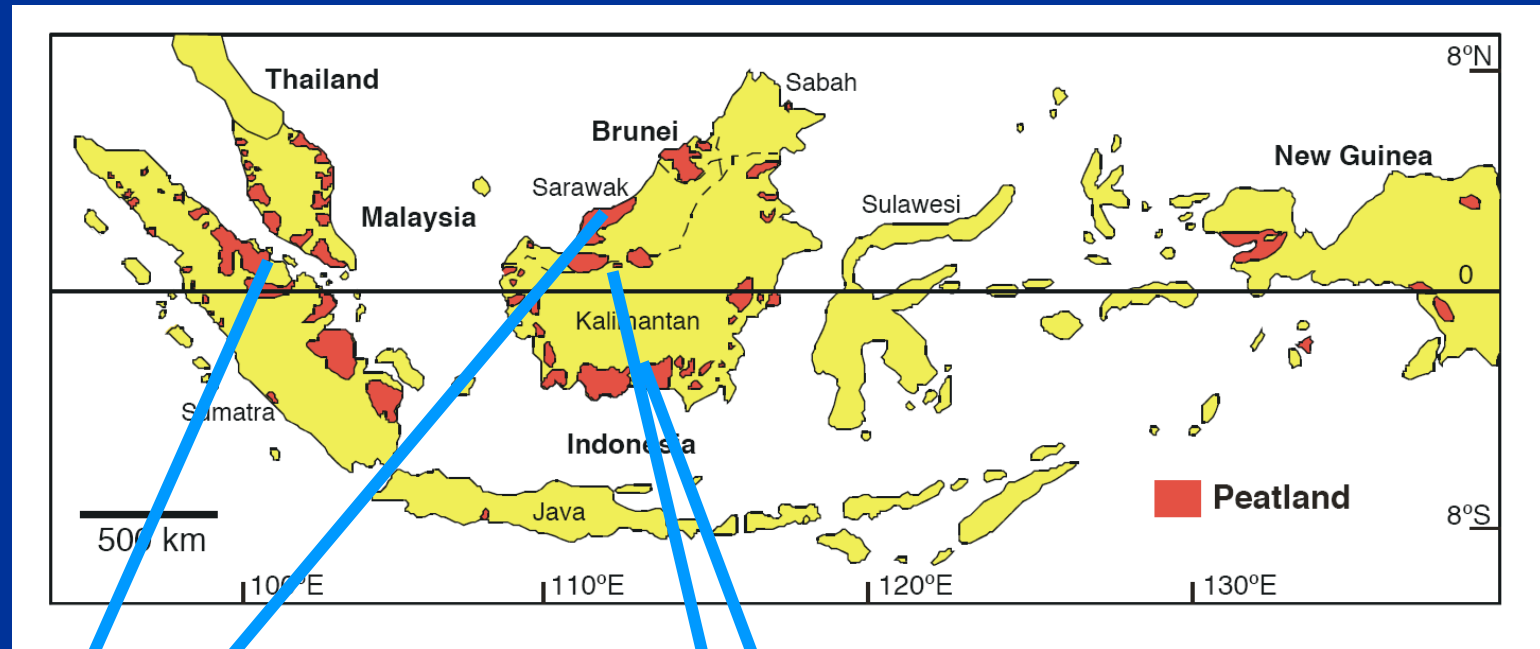 8ºN
Thailand
Sabah
Brunei
New Guinea
Sarawak
Sulawesi
Malaysia
0
Kalimantan
Sumatra
Indonesia
Peatland
Java
8ºS
500 km
100ºE
110ºE
120ºE
130ºE